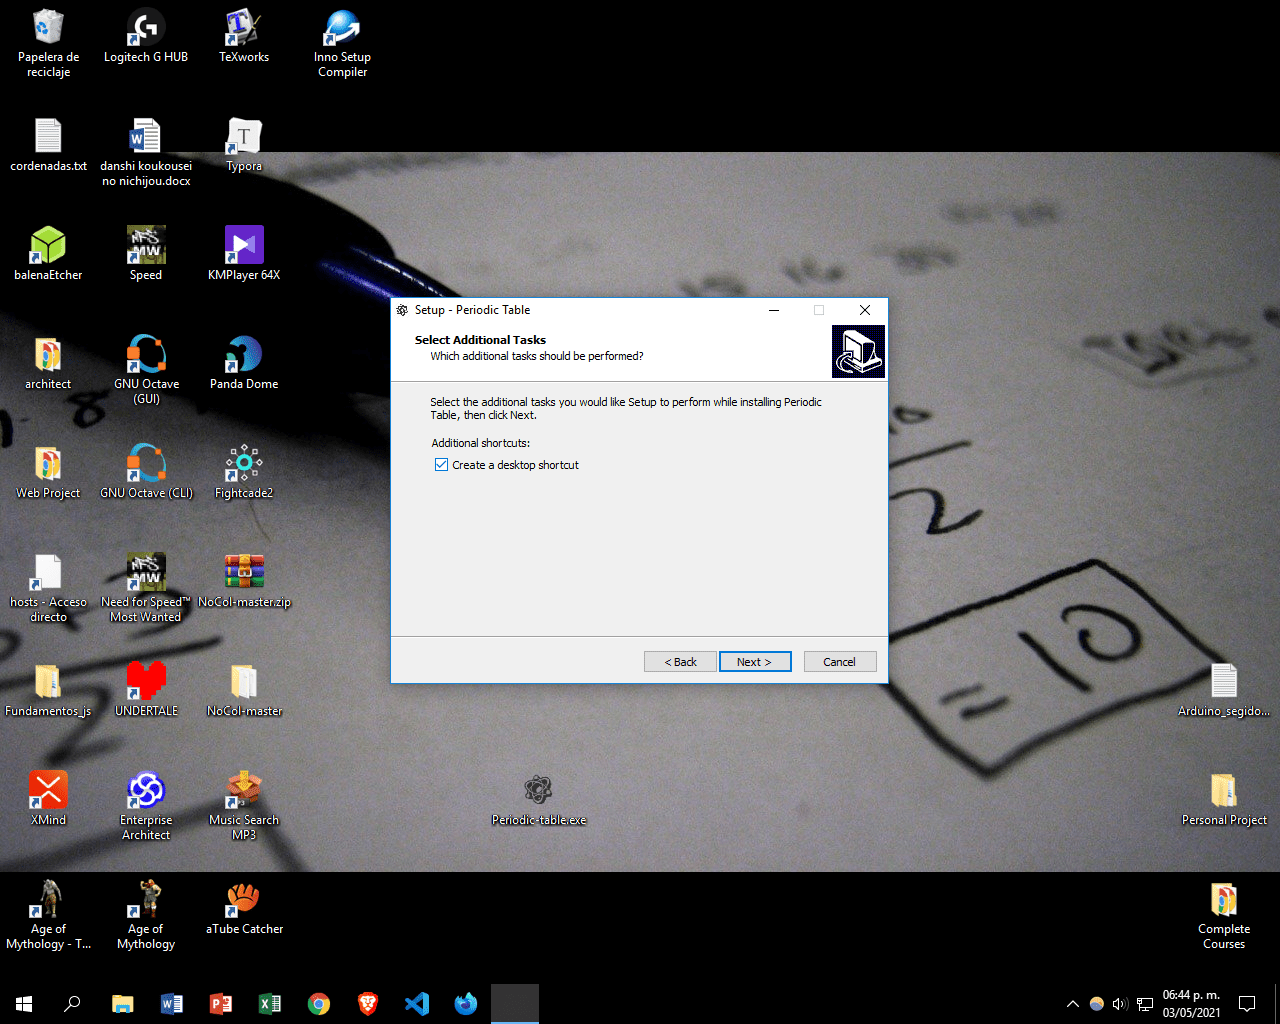 Papelera de
reciclaje
Logitech G HUB
TeXworks
Inno Setup
Compiler
cordenadas.txt
danshi koukousei
no nichijou.docx
Typora
balenaEtcher
Speed
KMPlayer 64X
architect
GNU Octave
(GUI)
Panda Dome
Web Project
GNU Octave (CLI)
Fightcade2
hosts - Acceso
directo
Need for Speed™
Most Wanted
NoCol-master.zip
Fundamentos_js
UNDERTALE
NoCol-master
XMind
Enterprise
Architect
Music Search
MP3
Age of
Mythology - T...
Age of
Mythology
aTube Catcher
Setup - Periodic Table
Select Additional Tasks
Which additional tasks should be performed?
Select the additional tasks you would like Setup to perform while installing Periodic
Table, then click Next.
Additional shortcuts:
Create a desktop shortcut
< Back
Next >
Cancel
Periodic-table.exe
Arduino_segido...
Personal Project
Complete
Courses
= 10
06:44 p. m.
03/05/2021